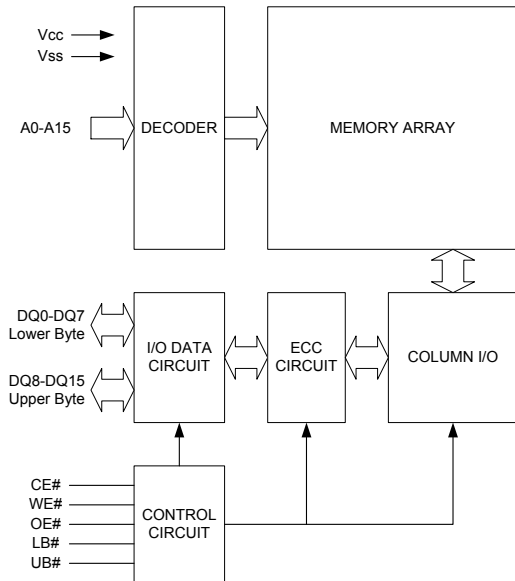 Vcc
Vss
A0-A15
DECODER
MEMORY ARRAY
DQ0-DQ7
Lower Byte
DQ8-DQ15
Upper Byte
I/O DATA
CIRCUIT
ECC
CIRCUIT
COLUMN I/O
CE#
WE#
OE#
LB#
UB#
CONTROL
CIRCUIT